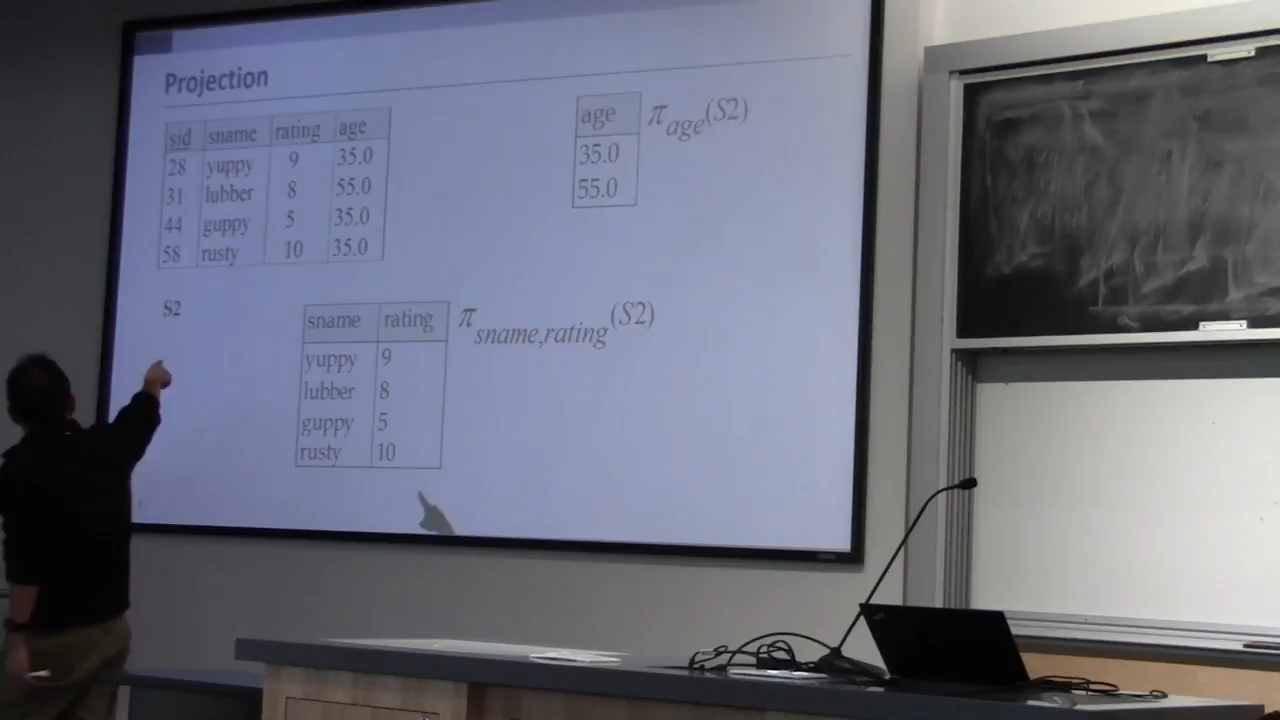 Projection
sid sname rating age
28 yuppy 9 35.0
31 lubber 8 55.0
44 guppy 5 35.0
58 rusty 10 35.0
S2
age
35.0
55.0
π age(S2)
sname rating
yuppy 9
lubber 8
guppy 5
rusty 10
π sname,rating(S2)